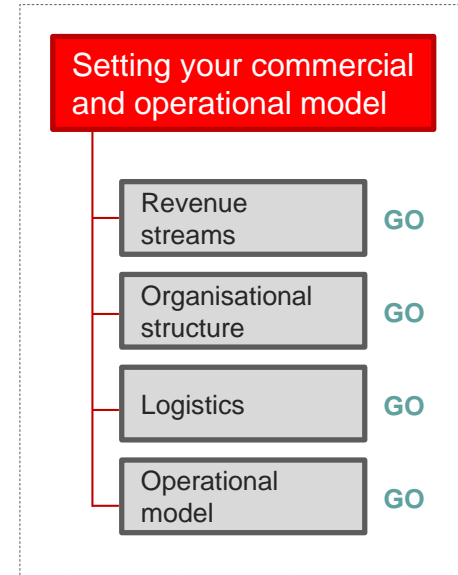 Setting your commercial
and operational model
Revenue
streams
GO
Organisational
structure
GO
Logistics
GO
Operational
model
GO